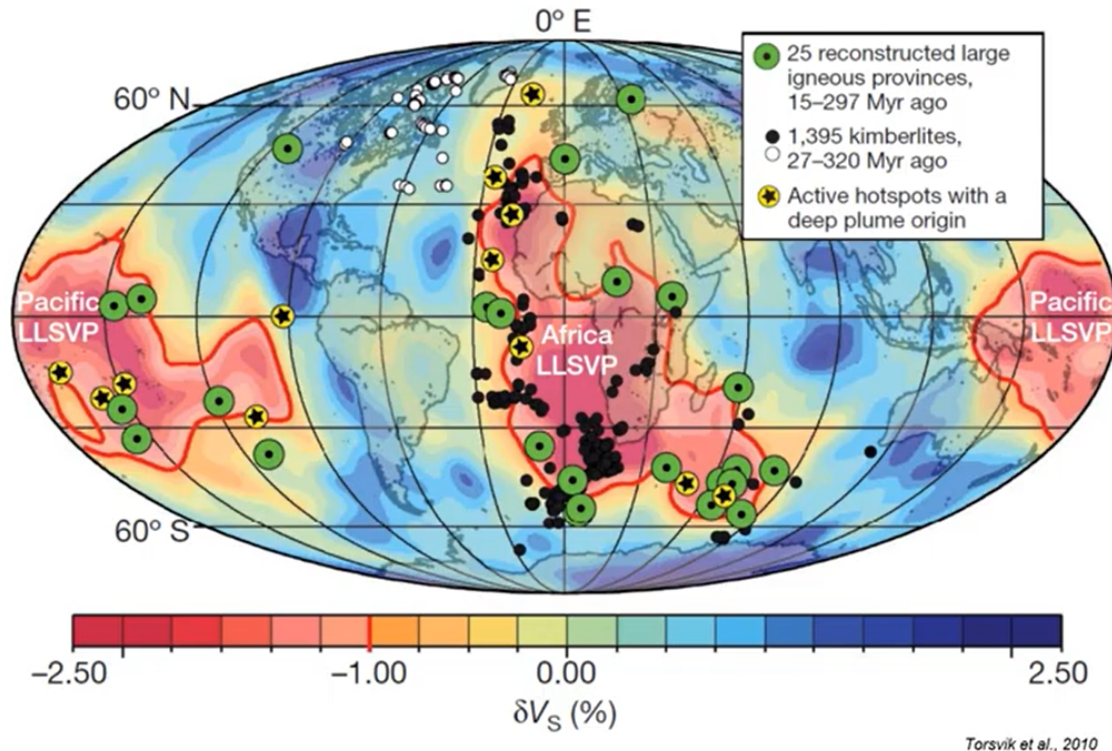 0° E
25 reconstructed large
igneous provinces,
15–297 Myr ago
1,395 kimberlites,
27–320 Myr ago
Active hotspots with a
deep plume origin
60° N
Pacific
LLSVP
Africa
LLSVP
Pacific
LLSVP
60° S
−2.50
−1.00
0.00
2.50
δVS (%)
Torsvik et al., 2010